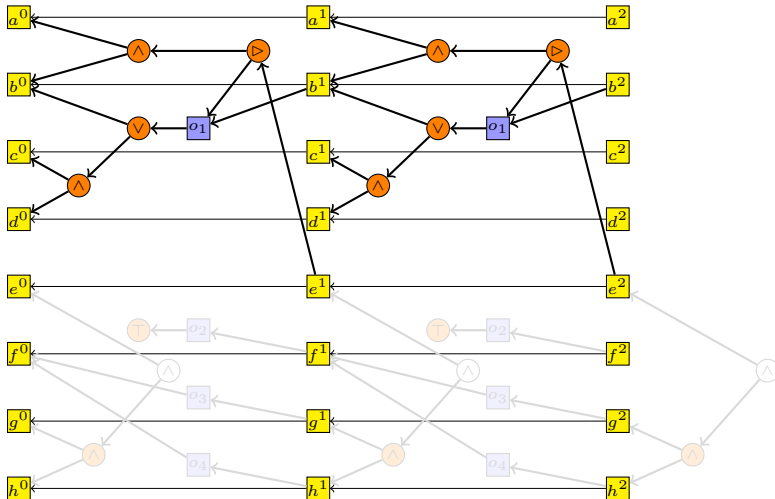 a⁰ a¹ a²
∧ ▷ ∧ ▷
b⁰ b¹ b²
∨ o₁ ∨ o₁
c⁰ c¹ c²
∧ ∧
d⁰ d¹ d²
e⁰ e¹ e²
⊤ o₂ ⊤ o₂
f⁰ f¹ f²
∧ ∧ ∧
o₃ o₃
g⁰ g¹ g²
∧ ∧ ∧
o₄ o₄
h⁰ h¹ h²